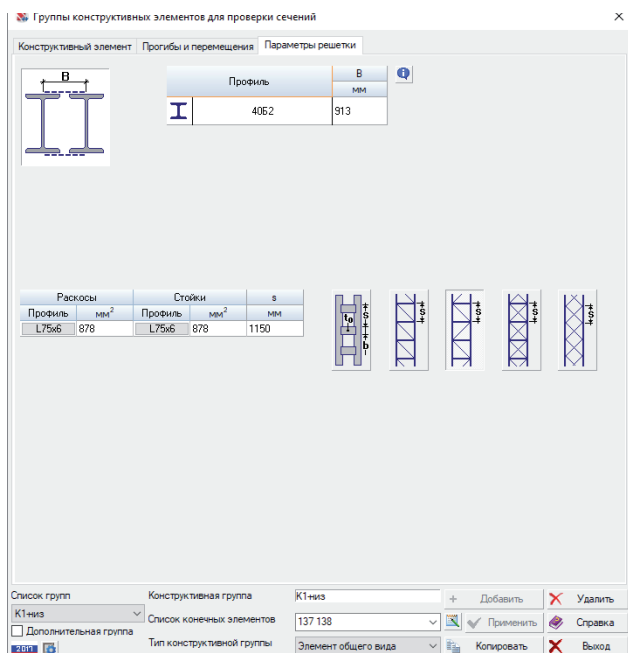 Группы конструктивных элементов для проверки сечений
Конструктивный элемент Прогибы и перемещения Параметры решетки
B
Профиль B
мм
40Б2 913
Раскосы Стойки s
Профиль мм² Профиль мм² мм
L75x6 878 L75x6 878 1150
to s b
s
s
s
s
Список групп Конструктивная группа К1+низ + Добавить Удалить
К1+низ Список конечных элементов 137 138 Применить Справка
Дополнительная группа
2017 Тип конструктивной группы Элемент общего вида Копировать Выход